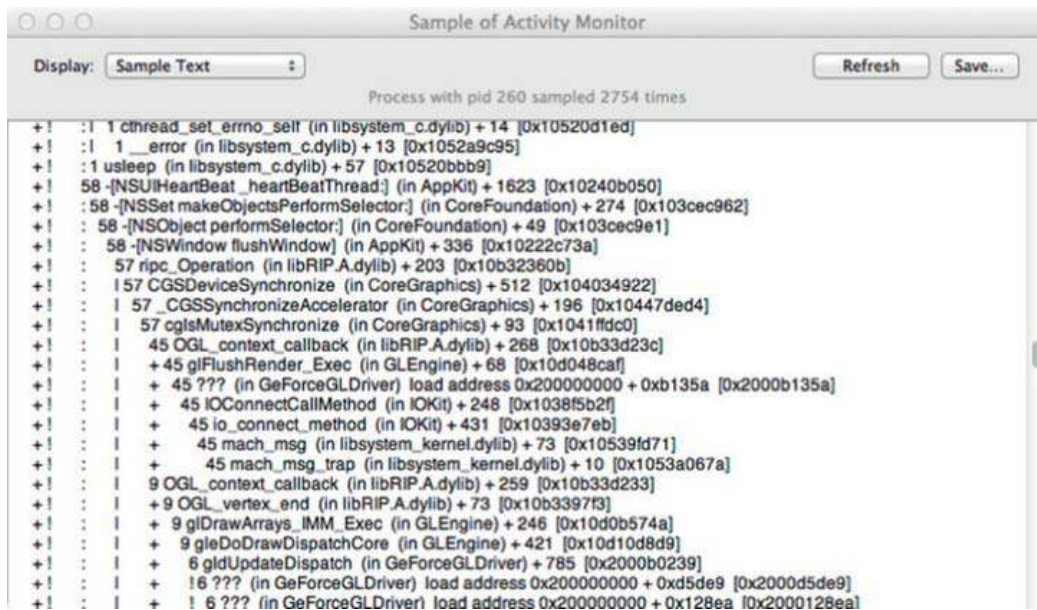 Sample of Activity Monitor
Display: Sample Text Refresh Save...
Process with pid 260 sampled 2754 times
+ ! : | 1 cthread_set_errno_self (in libsystem_c.dylib) + 14 [0x10520d1ed]
+ ! : | 1 __error (in libsystem_c.dylib) + 13 [0x1052a9c95]
+ ! : 1 usleep (in libsystem_c.dylib) + 57 [0x10520bbb9]
+ ! 58 -[NSUIHeartBeat _heartBeatThread:] (in AppKit) + 1623 [0x10240b050]
+ ! : 58 -[NSSet makeObjectsPerformSelector:] (in CoreFoundation) + 274 [0x103cec962]
+ ! : 58 -[NSObject performSelector:] (in CoreFoundation) + 49 [0x103cec9e1]
+ ! : 58 -[NSWindow flushWindow] (in AppKit) + 336 [0x10222c73a]
+ ! : 57 ripc_Operation (in libRIP.A.dylib) + 203 [0x10b32360b]
+ ! : | 57 CGSDeviceSynchronize (in CoreGraphics) + 512 [0x104034922]
+ ! : | 57 _CGSSynchronizeAccelerator (in CoreGraphics) + 196 [0x10447ded4]
+ ! : | 57 cglsMutexSynchronize (in CoreGraphics) + 93 [0x1041ffdc0]
+ ! : | 45 OGL_context_callback (in libRIP.A.dylib) + 268 [0x10b33d23c]
+ ! : | + 45 glFlushRender_Exec (in GLEngine) + 68 [0x10d048caf]
+ ! : | + 45 ??? (in GeForceGLDriver) load address 0x200000000 + 0xb135a [0x2000b135a]
+ ! : | + 45 IOConnectCallMethod (in IOKit) + 248 [0x1038f5b2f]
+ ! : | + 45 io_connect_method (in IOKit) + 431 [0x10393e7eb]
+ ! : | + 45 mach_msg (in libsystem_kernel.dylib) + 73 [0x10539fd71]
+ ! : | + 45 mach_msg_trap (in libsystem_kernel.dylib) + 10 [0x1053a067a]
+ ! : | 9 OGL_context_callback (in libRIP.A.dylib) + 259 [0x10b33d233]
+ ! : | + 9 OGL_vertex_end (in libRIP.A.dylib) + 73 [0x10b3397f3]
+ ! : | + 9 glDrawArrays_IMM_Exec (in GLEngine) + 246 [0x10d0b574a]
+ ! : | + 9 gleDoDrawDispatchCore (in GLEngine) + 421 [0x10d10d8d9]
+ ! : | + 6 gldUpdateDispatch (in GeForceGLDriver) + 785 [0x2000b0239]
+ ! : | + ! 6 ??? (in GeForceGLDriver) load address 0x200000000 + 0xd5de9 [0x2000d5de9]
+ ! : | + ! 6 ??? (in GeForceGLDriver) load address 0x200000000 + 0x128ea [0x2000128ea]